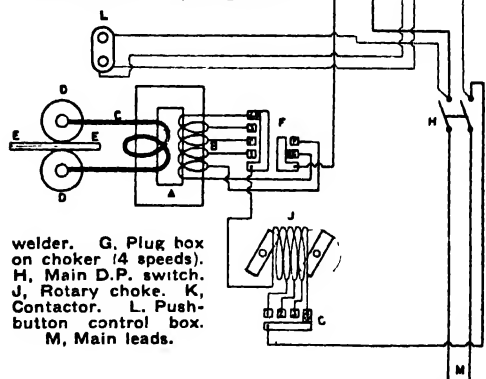 L
D
C
E E
D
A
B
F
H
J
G
welder. G, Plug box
on choker (4 speeds).
H, Main D.P. switch.
J, Rotary choke. K,
Contactor. L. Push-
button control box.
M, Main leads.
M